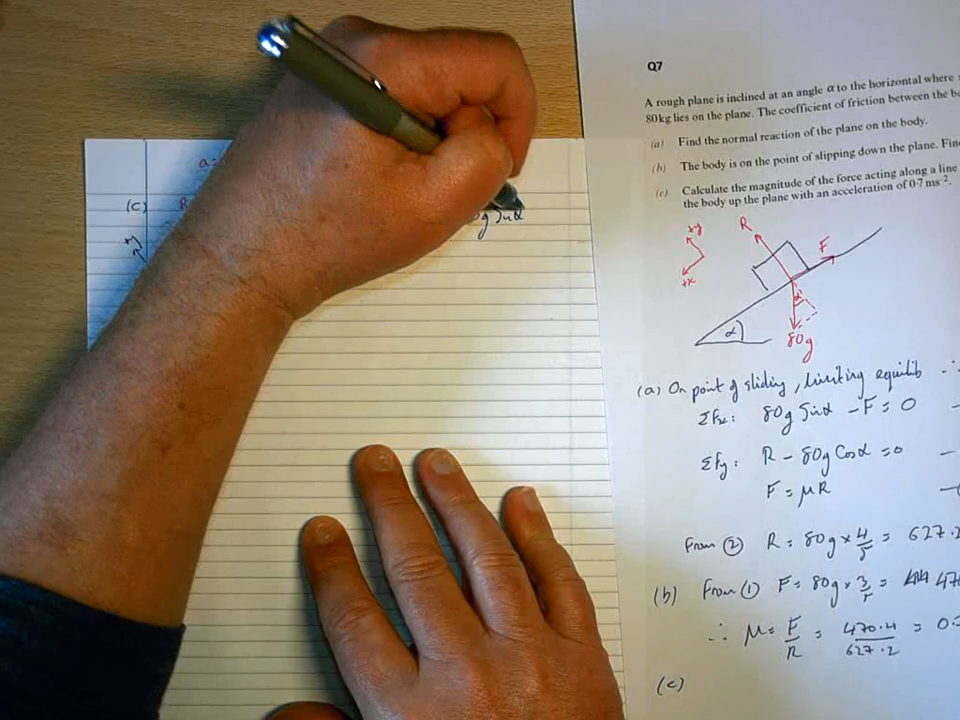 a=
(c) R
+y
g Sinα
Q7
A rough plane is inclined at an angle α to the horizontal where
80 kg lies on the plane. The coefficient of friction between the
(a) Find the normal reaction of the plane on the body.
(b) The body is on the point of slipping down the plane.
(c) Calculate the magnitude of the force acting along a line
the body up the plane with an acceleration of 0·7 ms⁻².
+y R F
+x
α
α 80g
(a) On point of sliding, limiting equilib ∴
ΣFx: 80g Sinα - F = 0
ΣFy: R - 80g Cosα = 0
F = μR
From ② R = 80g × 4/5 = 627.2
(b) From ① F = 80g × 3/5 = 470
∴ μ = F/R = 470.4/627.2 = 0.
(c)